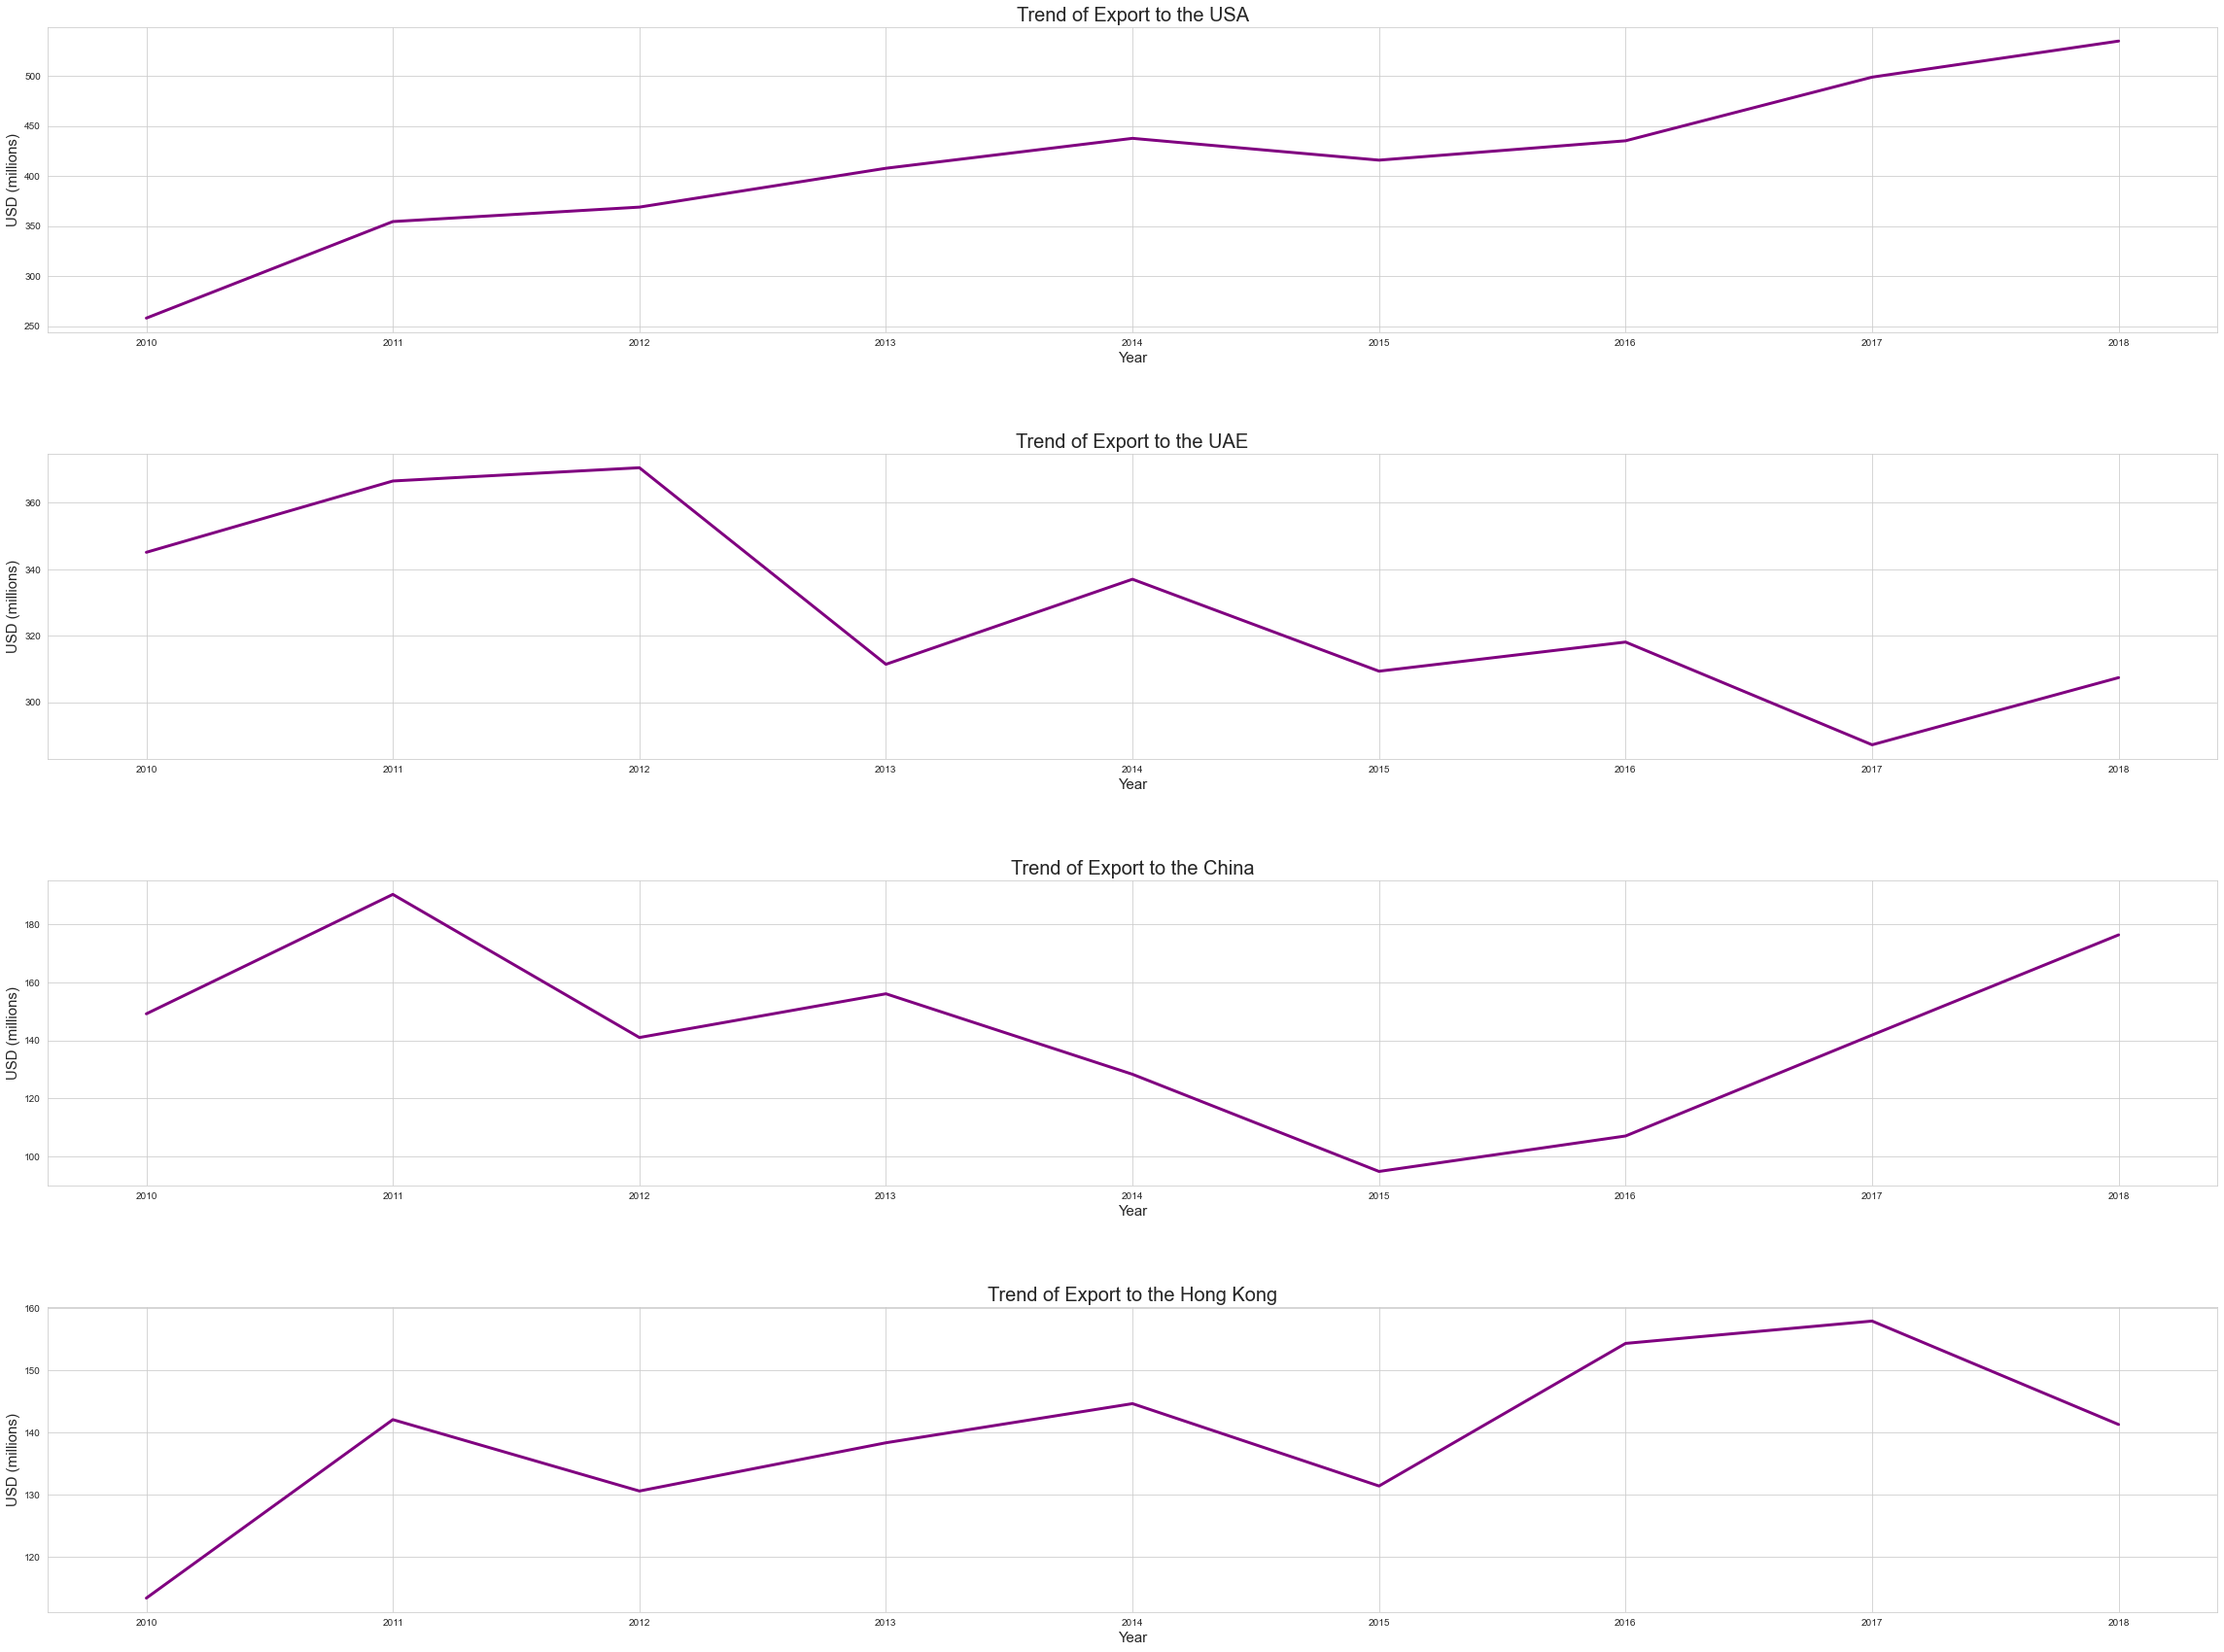 Trend of Export to the USA
USD (millions)
500
450
400
350
300
250
2010 2011 2012 2013 2014 2015 2016 2017 2018
Year
Trend of Export to the UAE
USD (millions)
360
340
320
300
2010 2011 2012 2013 2014 2015 2016 2017 2018
Year
Trend of Export to the China
USD (millions)
180
160
140
120
100
2010 2011 2012 2013 2014 2015 2016 2017 2018
Year
Trend of Export to the Hong Kong
USD (millions)
160
150
140
130
120
2010 2011 2012 2013 2014 2015 2016 2017 2018
Year